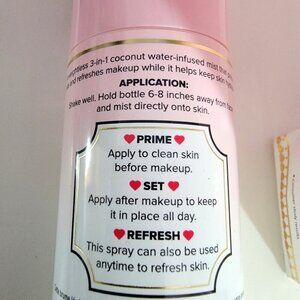 3-in-1 coconut water-infused mist that
and refreshes makeup while it helps keep skin
APPLICATION:
Shake well. Hold bottle 6-8 inches away from face
and mist directly onto skin.
PRIME
Apply to clean skin
before makeup.
SET
Apply after makeup to keep
it in place all day.
REFRESH
This spray can also be used
anytime to refresh skin.